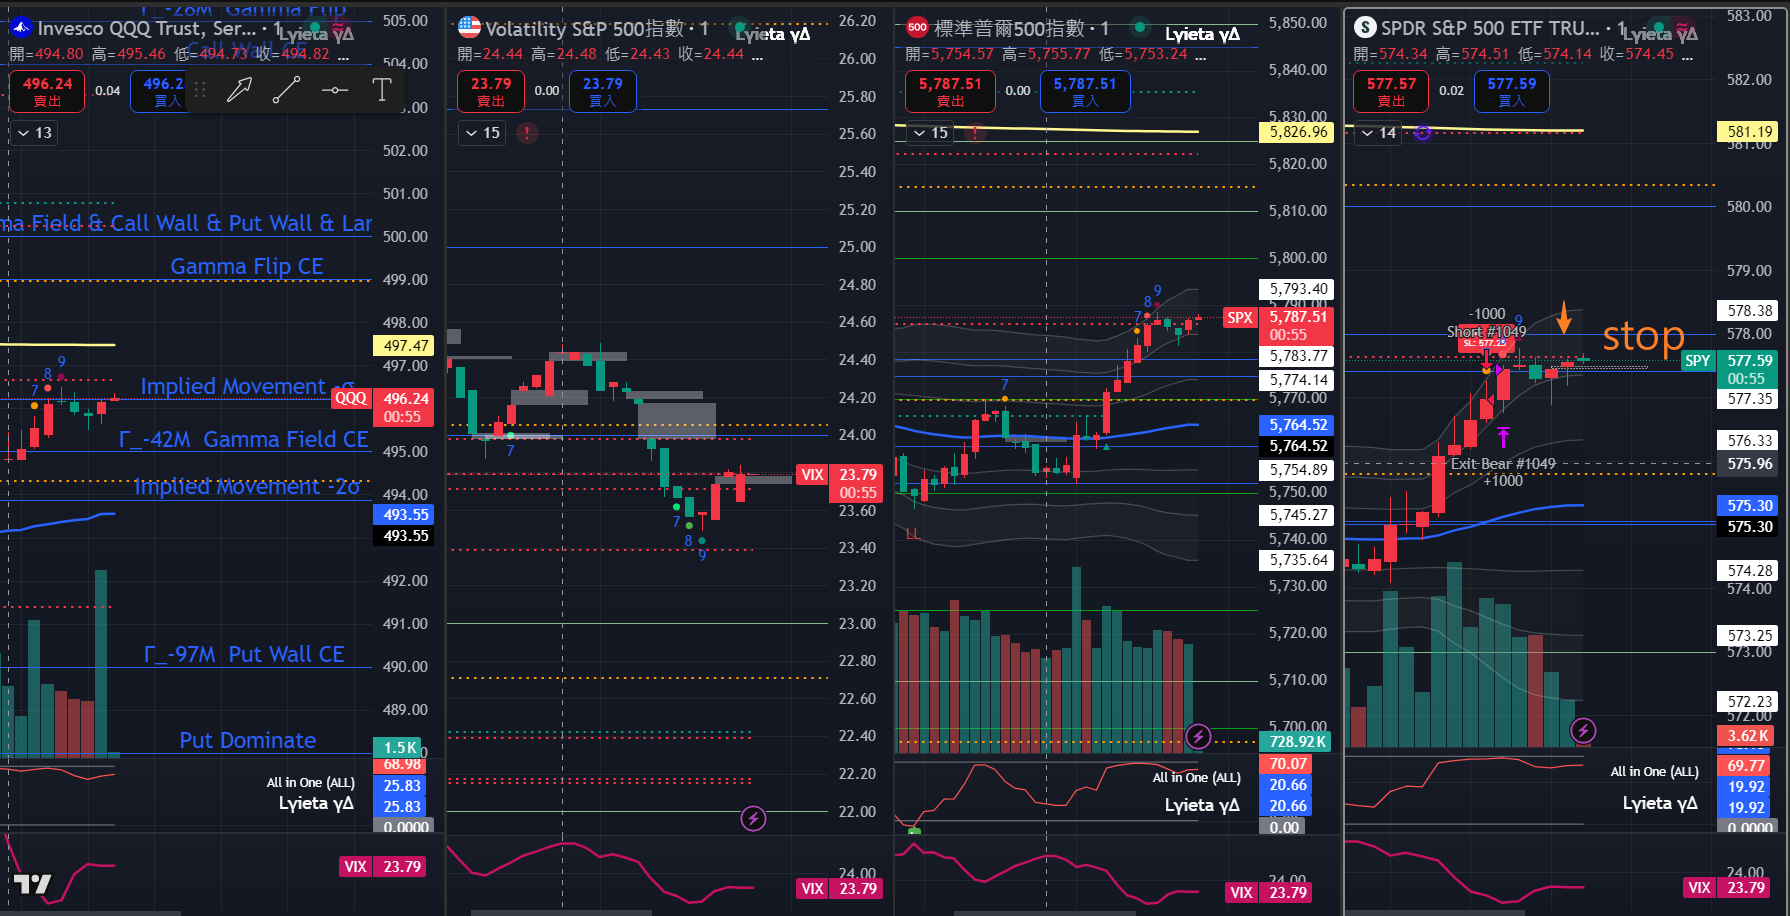 Invesco QQQ Trust, Ser... · 1
Lyieta γΔ
開=494.80 高=495.46 低=494.73 收=494.82 ...
496.24
賣出
0.04
496.2
買入
T
13
Γ_-28M Gamma Flip
Call Wall CE
ma Field & Call Wall & Put Wall & Lar
Gamma Flip CE
Implied Movement -σ
Γ_-42M Gamma Field CE
Implied Movement -2σ
Γ_-97M Put Wall CE
Put Dominate
7
8
9
505.00
504.00
502.00
501.00
500.00
499.00
498.00
497.47
497.00
QQQ 496.24
00:55
495.00
494.00
493.55
493.55
492.00
491.00
490.00
489.00
1.5K
68.98
25.83
25.83
0.0000
All in One (ALL)
Lyieta γΔ
VIX 23.79
Volatility S&P 500指數 · 1
Lyieta γΔ
開=24.44 高=24.48 低=24.43 收=24.44 ...
23.79
賣出
0.00
23.79
買入
15
!
7
7
8
9
26.20
26.00
25.80
25.60
25.40
25.20
25.00
24.80
24.60
24.40
24.20
24.00
VIX 23.79
00:55
23.60
23.40
23.20
23.00
22.80
22.60
22.40
22.20
22.00
24.00
VIX 23.79
500
標準普爾500指數 · 1
Lyieta γΔ
開=5,754.57 高=5,755.77 低=5,753.24 ...
5,787.51
賣出
0.00
5,787.51
買入
15
!
7
7
8
9
LL
5,850.00
5,840.00
5,830.00
5,826.96
5,820.00
5,810.00
5,800.00
5,793.40
5,790.00
SPX 5,787.51
00:55
5,783.77
5,774.14
5,770.00
5,764.52
5,764.52
5,754.89
5,750.00
5,745.27
5,740.00
5,735.64
5,730.00
5,720.00
5,710.00
5,700.00
728.92K
70.07
20.66
20.66
0.00
All in One (ALL)
Lyieta γΔ
24.00
VIX 23.79
S
SPDR S&P 500 ETF TRU... · 1
Lyieta γΔ
開=574.34 高=574.51 低=574.14 收=574.45 ...
577.57
賣出
0.02
577.59
買入
14
-1000
Short #1049
SL: 577.25
9
stop
Exit Bear #1049
+1000
583.00
582.00
581.19
581.00
580.00
579.00
578.38
578.00
SPY 577.59
00:55
577.35
576.33
575.96
575.30
575.30
574.28
574.00
573.25
573.00
572.23
572.00
3.62K
69.77
19.92
19.92
0.0000
All in One (ALL)
Lyieta γΔ
24.00
VIX 23.79